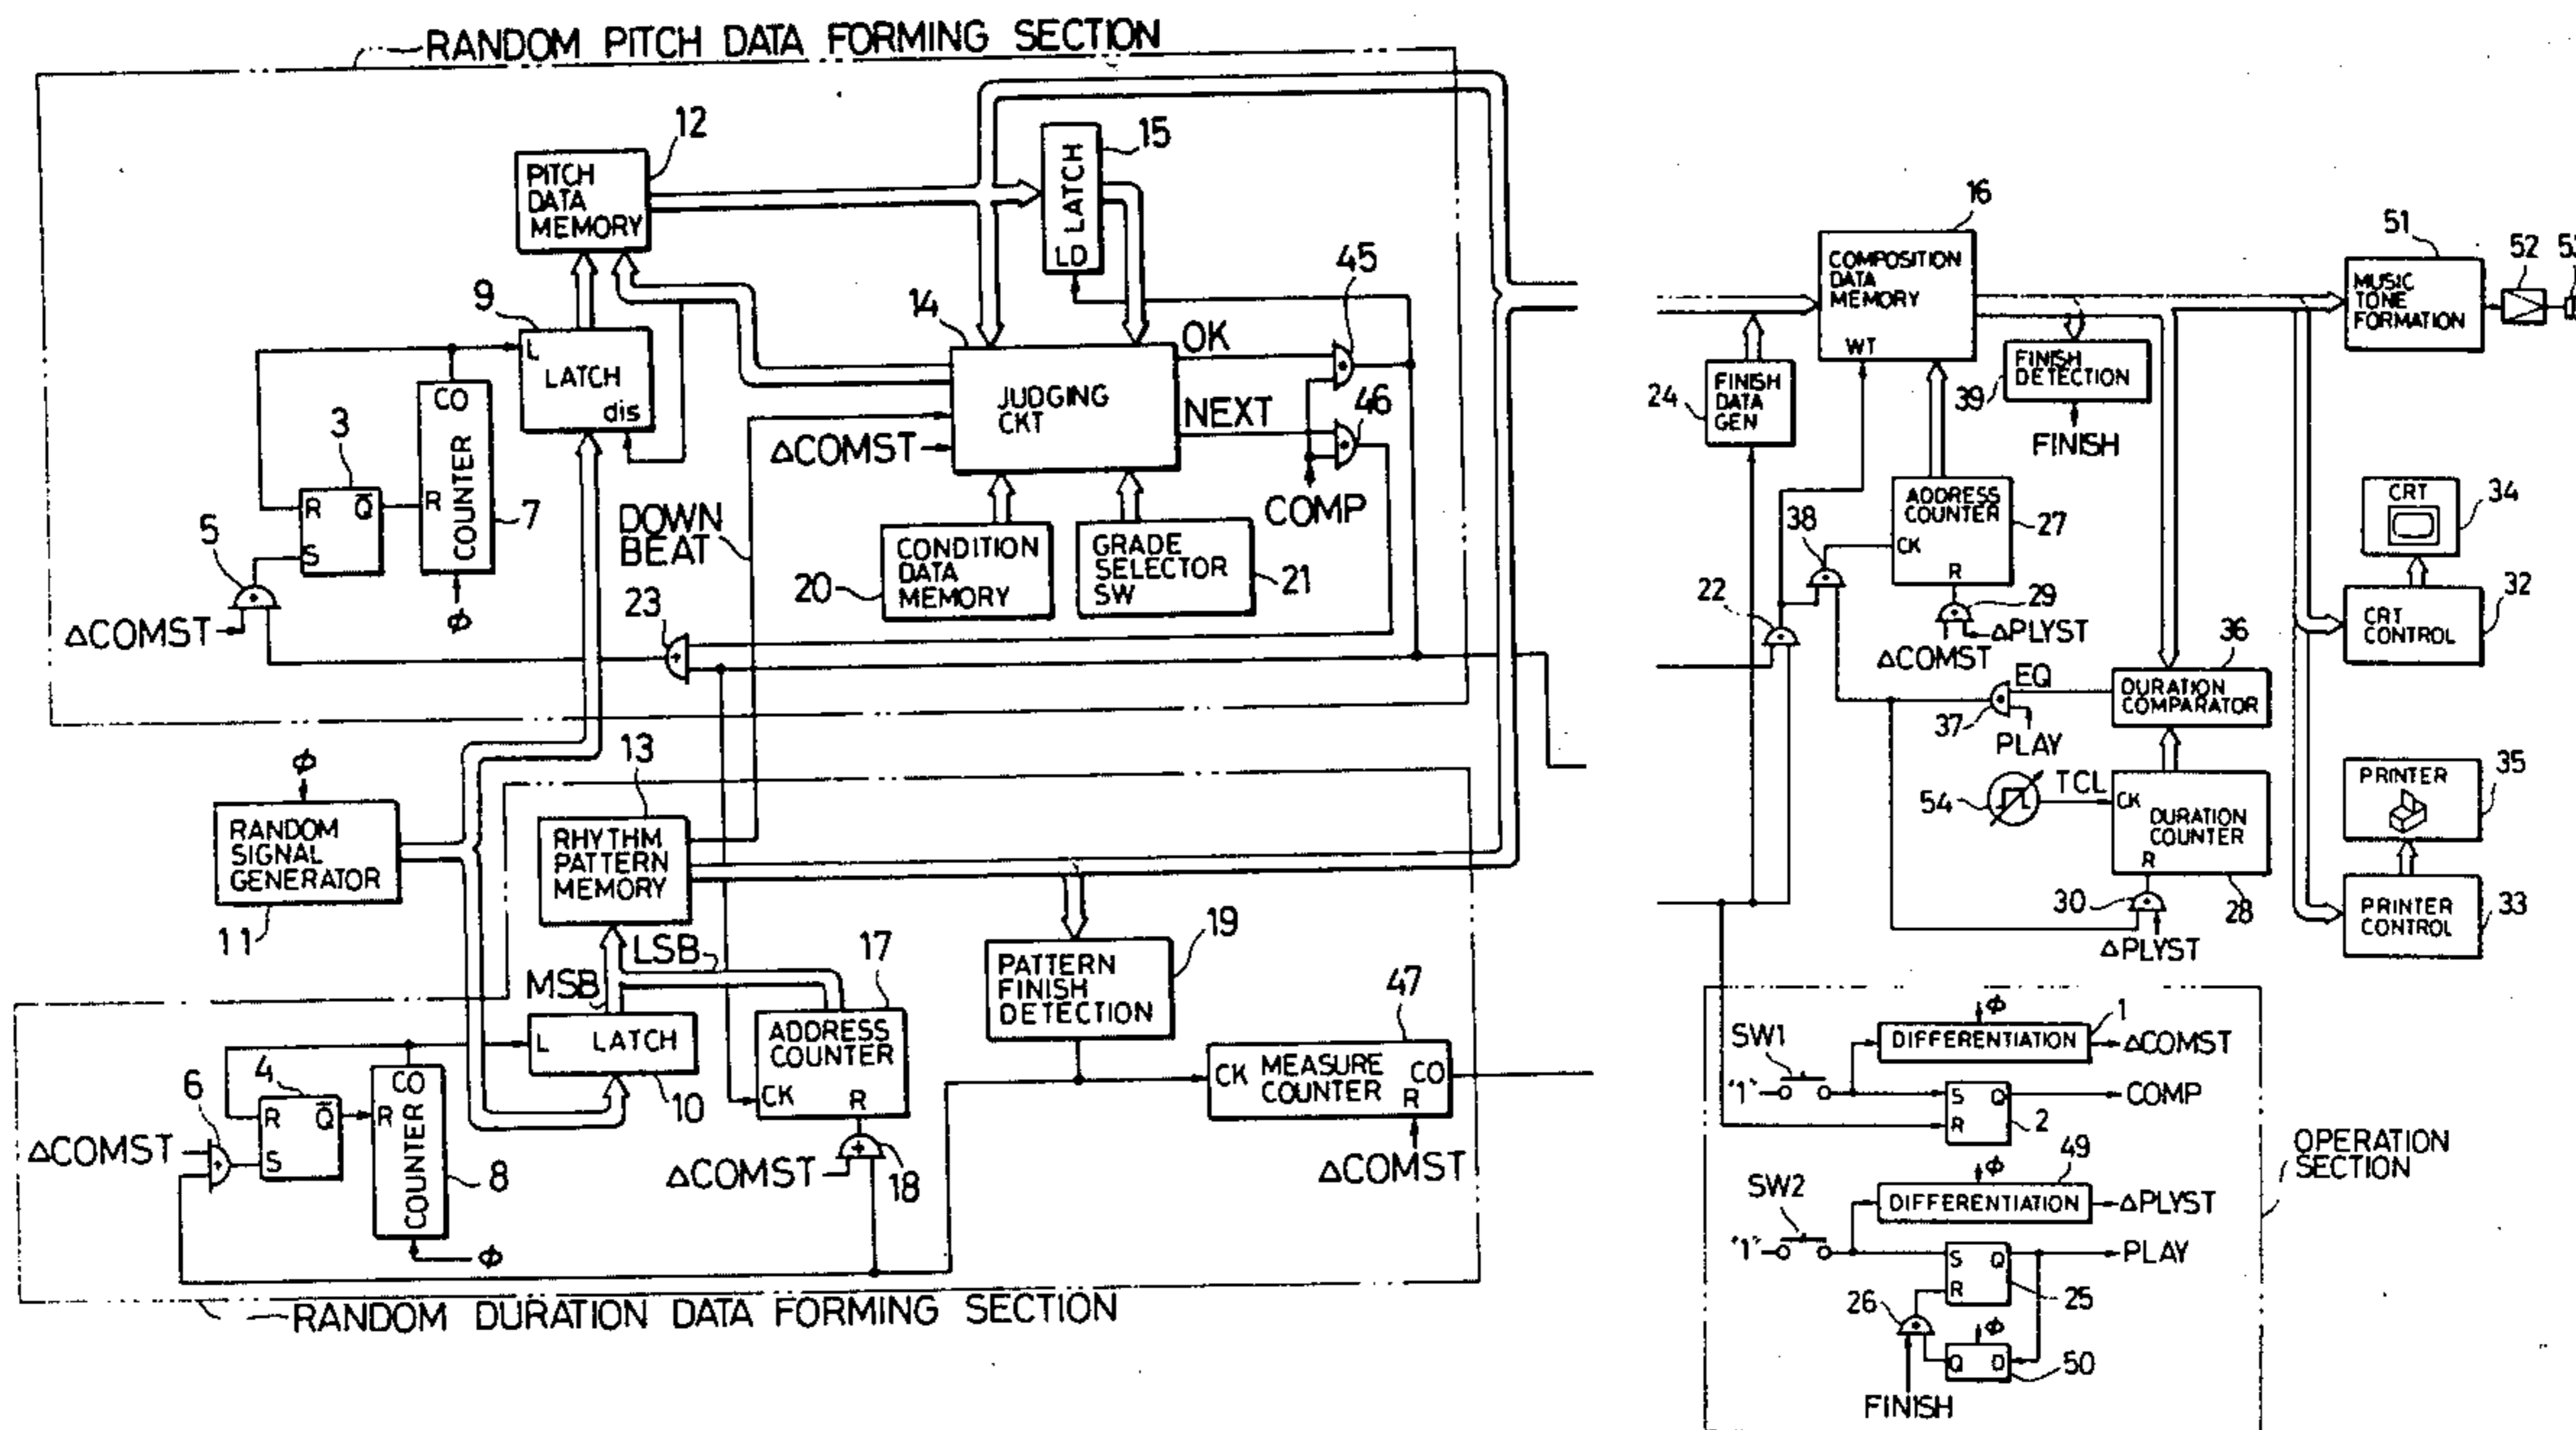 RANDOM PITCH DATA FORMING SECTION
12
PITCH
DATA
MEMORY
15
LATCH
LD
9
L
LATCH
dis
14
JUDGING
CKT
OK
NEXT
45
46
COMP
ΔCOMST
CO
COUNTER
R
7
ϕ
3
R
Q̅
S
5
ΔCOMST
DOWN
BEAT
CONDITION
DATA
MEMORY
20
GRADE
SELECTOR
SW
21
23
ϕ
RANDOM
SIGNAL
GENERATOR
11
13
RHYTHM
PATTERN
MEMORY
LSB
MSB
17
ADDRESS
COUNTER
CK
R
L
LATCH
10
PATTERN
FINISH
DETECTION
19
47
CK
MEASURE
COUNTER
CO
R
ΔCOMST
6
4
R
Q̅
S
ΔCOMST
CO
COUNTER
R
8
ϕ
ΔCOMST
18
RANDOM DURATION DATA FORMING SECTION
16
COMPOSITION
DATA
MEMORY
WT
24
FINISH
DATA
GEN
39
FINISH
DETECTION
FINISH
51
MUSIC
TONE
FORMATION
52
ADDRESS
COUNTER
CK
R
27
38
22
29
ΔPLYST
ΔCOMST
CRT
34
CRT
CONTROL
32
36
DURATION
COMPARATOR
EQ
37
PLAY
54
TCL
CK
DURATION
COUNTER
R
28
30
ΔPLYST
PRINTER
35
PRINTER
CONTROL
33
SW1
"1"
ϕ
1
DIFFERENTIATION
ΔCOMST
S
Q
R
2
COMP
OPERATION
SECTION
SW2
"1"
ϕ
49
DIFFERENTIATION
ΔPLYST
S
Q
R
25
PLAY
26
ϕ
Q
D
50
FINISH